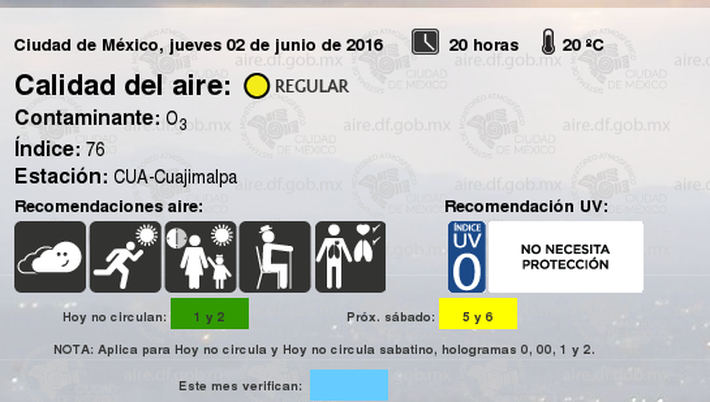 Ciudad de México, jueves 02 de junio de 2016 20 horas 20 ºC
Calidad del aire: REGULAR
Contaminante: O3
Índice: 76
Estación: CUA-Cuajimalpa
Recomendaciones aire: Recomendación UV:
ÍNDICE
UV
0
NO NECESITA
PROTECCIÓN
Hoy no circulan: 1 y 2 Próx. sábado: 5 y 6
NOTA: Aplica para Hoy no circula y Hoy no circula sabatino, hologramas 0, 00, 1 y 2.
Este mes verifican:
aire.df.gob.mx
CIUDAD
DE MÉXICO